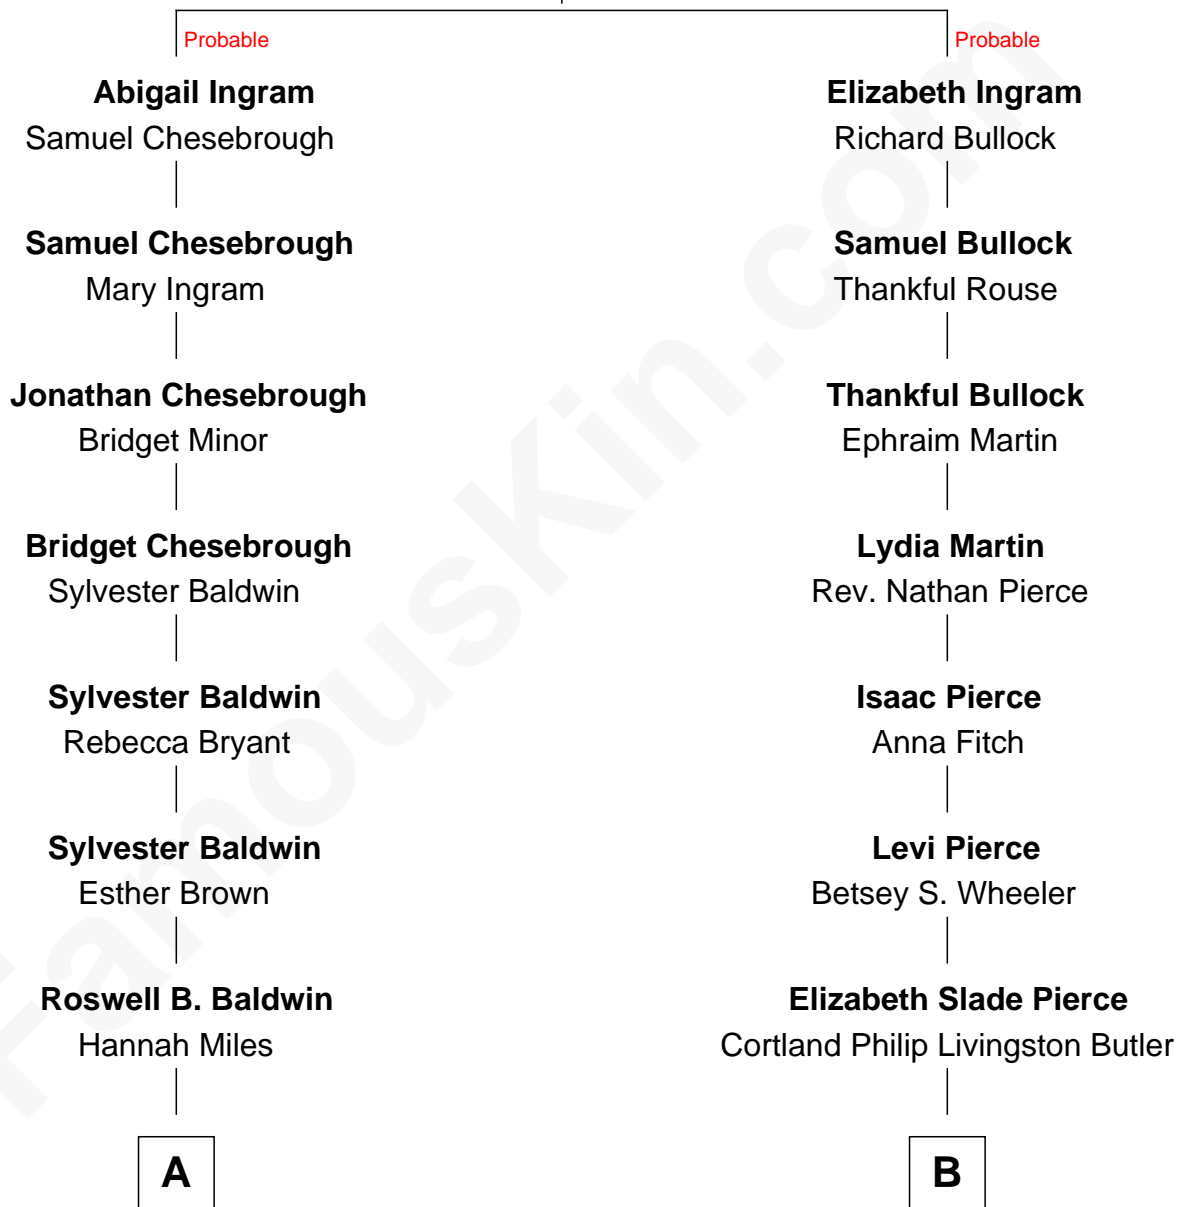 Probable
Abigail Ingram
Samuel Chesebrough
Samuel Chesebrough
Mary Ingram
Jonathan Chesebrough
Bridget Minor
Bridget Chesebrough
Sylvester Baldwin
Sylvester Baldwin
Rebecca Bryant
Sylvester Baldwin
Esther Brown
Roswell B. Baldwin
Hannah Miles
A
Probable
Elizabeth Ingram
Richard Bullock
Samuel Bullock
Thankful Rouse
Thankful Bullock
Ephraim Martin
Lydia Martin
Rev. Nathan Pierce
Isaac Pierce
Anna Fitch
Levi Pierce
Betsey S. Wheeler
Elizabeth Slade Pierce
Cortland Philip Livingston Butler
B
FamousKin.com